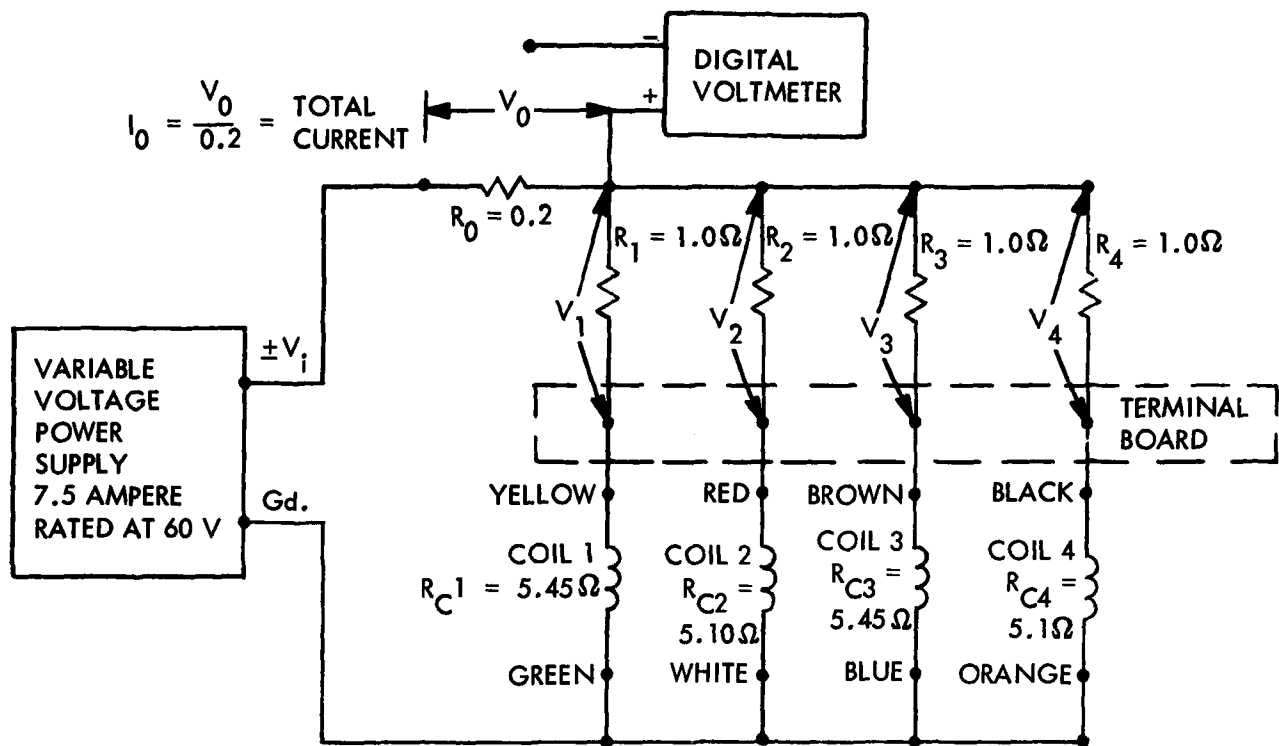 −
DIGITAL
VOLTMETER
+
I0 = V0/0.2 = TOTAL
CURRENT
V0
R0 = 0.2
R1 = 1.0Ω
R2 = 1.0Ω
R3 = 1.0Ω
R4 = 1.0Ω
V1
V2
V3
V4
±Vi
VARIABLE
VOLTAGE
POWER
SUPPLY
7.5 AMPERE
RATED AT 60 V
Gd.
TERMINAL
BOARD
YELLOW
RED
BROWN
BLACK
COIL 1
RC1 = 5.45Ω
COIL 2
RC2 =
5.10Ω
COIL 3
RC3 =
5.45Ω
COIL 4
RC4 =
5.1Ω
GREEN
WHITE
BLUE
ORANGE